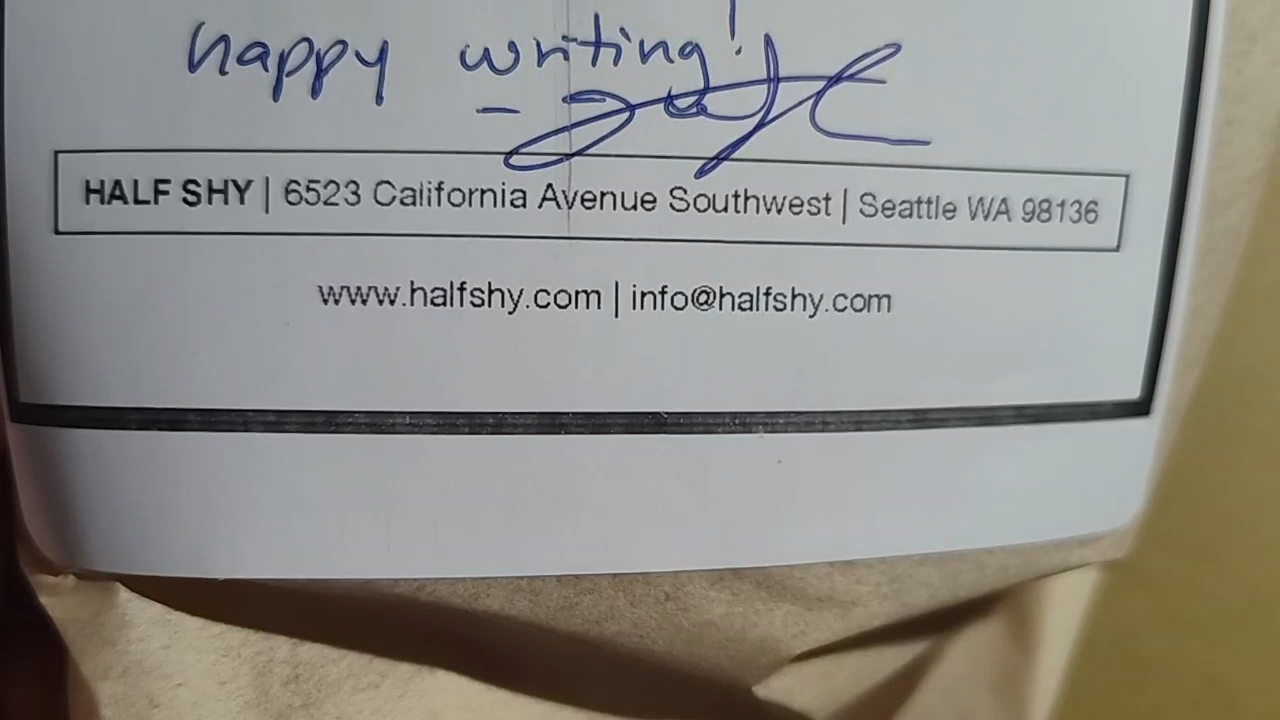 happy writing!
-
HALF SHY | 6523 California Avenue Southwest | Seattle WA 98136
www.halfshy.com | info@halfshy.com